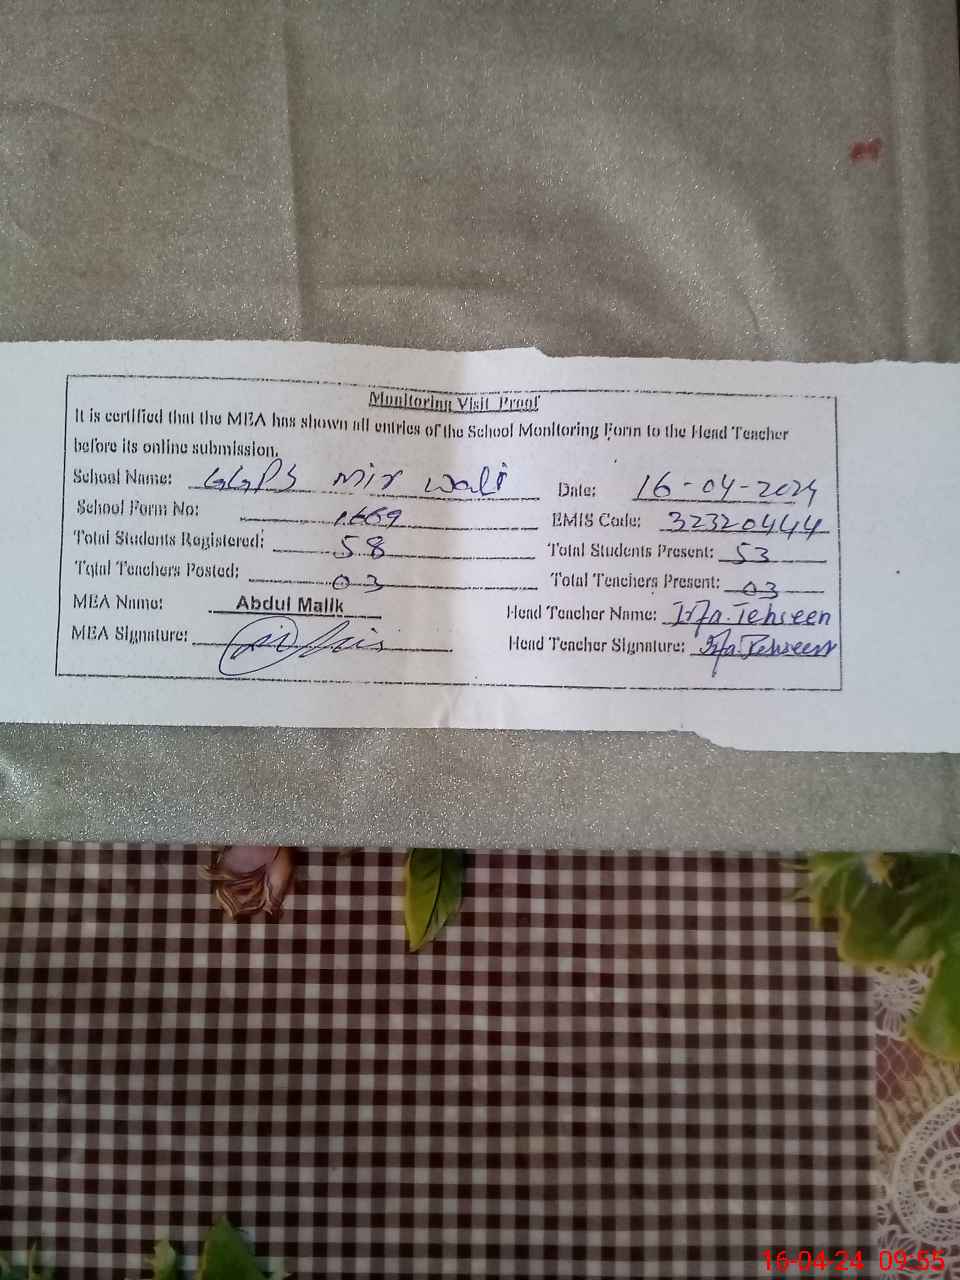 Monitoring Visit Proof
It is certified that the MEA has shown all entries of the School Monitoring Form to the Head Teacher
before its online submission.
School Name: GGPS Mir wali Date: 16-04-2024
School Form No: 1669 EMIS Code: 32320444
Total Students Registered: 58 Total Students Present: 53
Total Teachers Posted: 03 Total Teachers Present: 03
MEA Name: Abdul Malik Head Teacher Name: Irfa.Tehseen
MEA Signature: Head Teacher Signature: Irfa.Tehseen
16-04-24 09:55